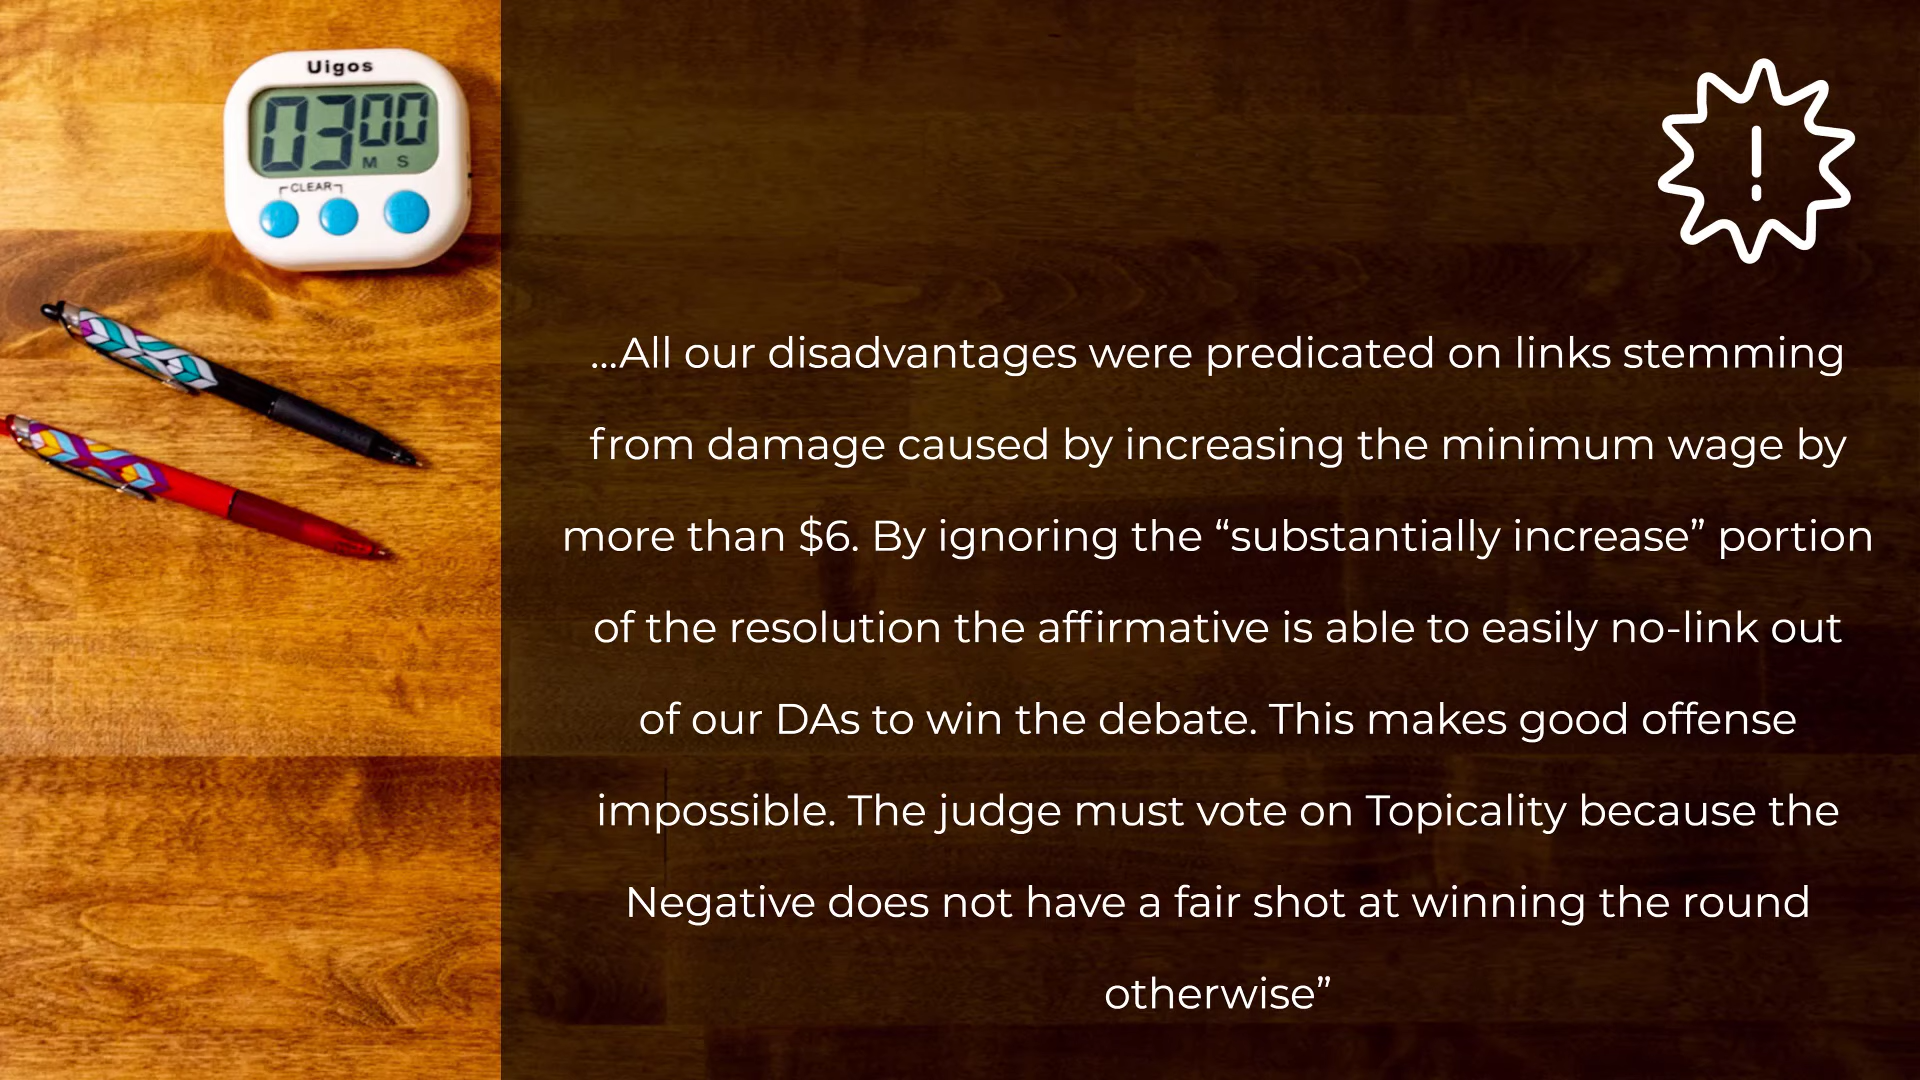 Uigos
0300
M S
CLEAR
...All our disadvantages were predicated on links stemming
from damage caused by increasing the minimum wage by
more than $6. By ignoring the “substantially increase” portion
of the resolution the affirmative is able to easily no-link out
of our DAs to win the debate. This makes good offense
impossible. The judge must vote on Topicality because the
Negative does not have a fair shot at winning the round
otherwise”